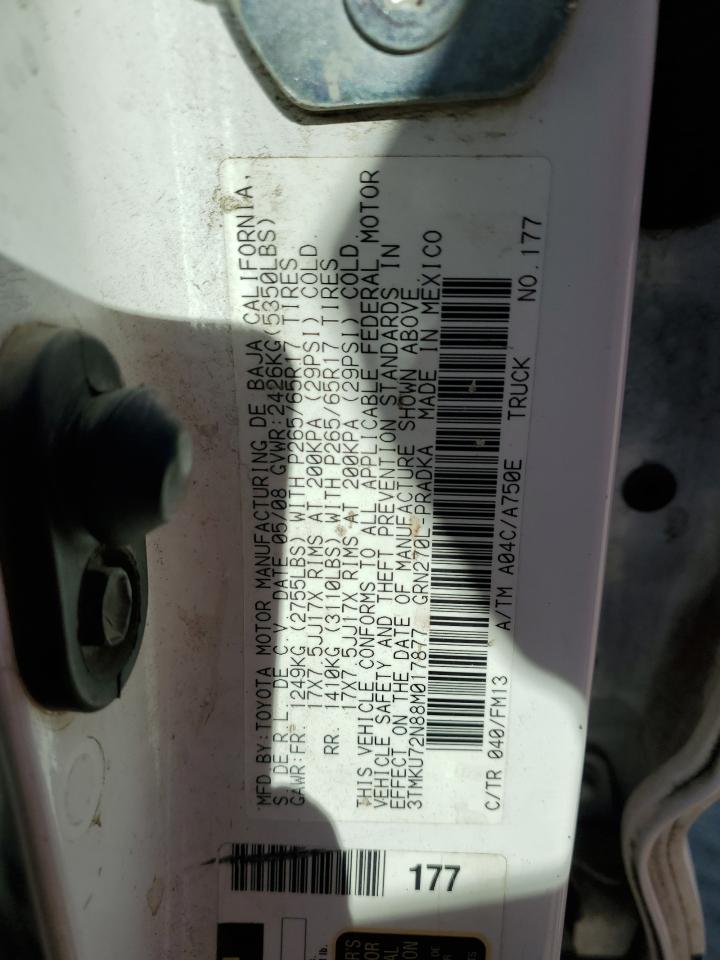 MFD BY:TOYOTA MOTOR MANUFACTURING DE BAJA CALIFORNIA,
S. DE R.L. DE C.V. DATE 05/08 GVWR:2426KG(5350LBS)
GAWR:FR. 1249KG (2755LBS) WITH P265/65R17 TIRES
17X7.5JJ17X RIMS AT 200KPA (29PSI) COLD.
RR. 1410KG (3110LBS) WITH P265/65R17 TIRES
17X7.5JJ17X RIMS AT 200KPA (29PSI) COLD.
THIS VEHICLE CONFORMS TO ALL APPLICABLE FEDERAL MOTOR
VEHICLE SAFETY AND THEFT PREVENTION STANDARDS IN
EFFECT ON THE DATE OF MANUFACTURE SHOWN ABOVE.
3TMKU72N88M017877 GRN270L-PRADKA MADE IN MEXICO
C/TR 040/FM13 A/TM A04C/A750E TRUCK NO.177
177